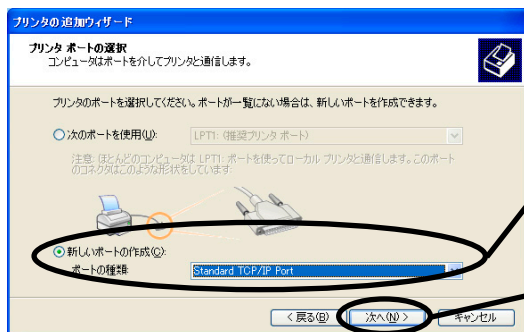 プリンタの追加ウィザード
プリンタ ポートの選択
コンピュータはポートを介してプリンタと通信します。
プリンタのポートを選択してください。ポートが一覧にない場合は、新しいポートを作成できます。
次のポートを使用(U):
LPT1: (推奨プリンタ ポート)
注意: ほとんどのコンピュータは LPT1: ポートを使ってローカル プリンタと通信します。このポート
のコネクタはこのような形状をしています:
新しいポートの作成(C):
ポートの種類:
Standard TCP/IP Port
< 戻る(B)
次へ(N) >
キャンセル